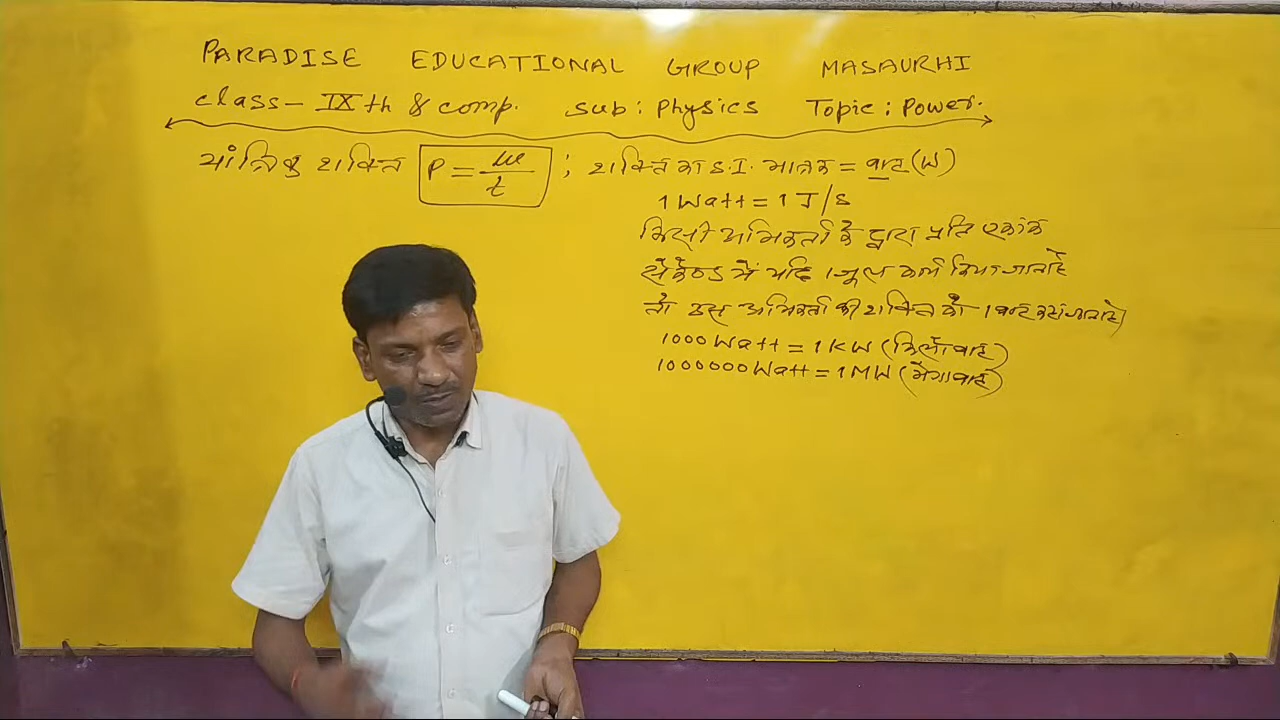 PARADISE EDUCATIONAL GROUP MASAURHI
class- IXth & comp. Sub: Physics Topic: Power.
यांत्रिक शक्ति P = W/t ; शक्ति का S.I. मात्रक = वाट (W)
1 Watt = 1 J/s
किसी अभिकर्ता के द्वारा प्रति एकांक
सेकेण्ड में यदि 1 जूल कार्य किया जाता है
तो उस अभिकर्ता की शक्ति को 1 वाट कहा जाता है)
1000 Watt = 1 KW (किलोवाट)
1000000 Watt = 1 MW (मेगावाट)